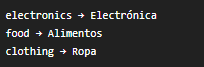 electronics → Electrónica
food → Alimentos
clothing → Ropa